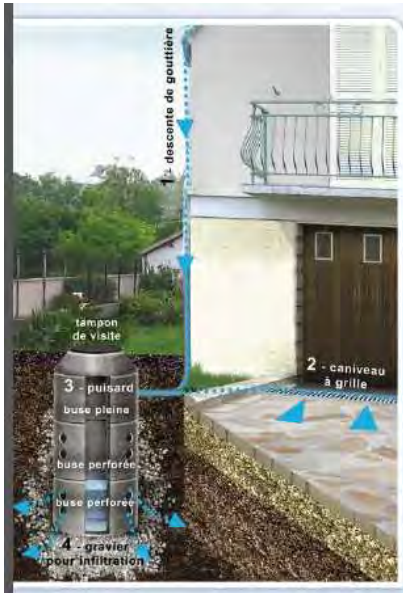 1 - descente de gouttière
tampon
de visite
2 - caniveau
à grille
3 - puisard
buse pleine
buse perforée
buse perforée
4 - gravier
pour infiltration